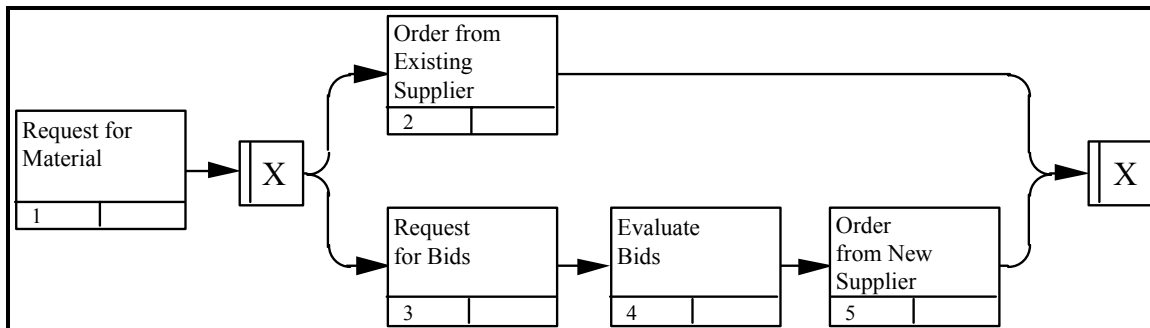 Request for
Material
1
X
Order from
Existing
Supplier
2
Request
for Bids
3
Evaluate
Bids
4
Order
from New
Supplier
5
X